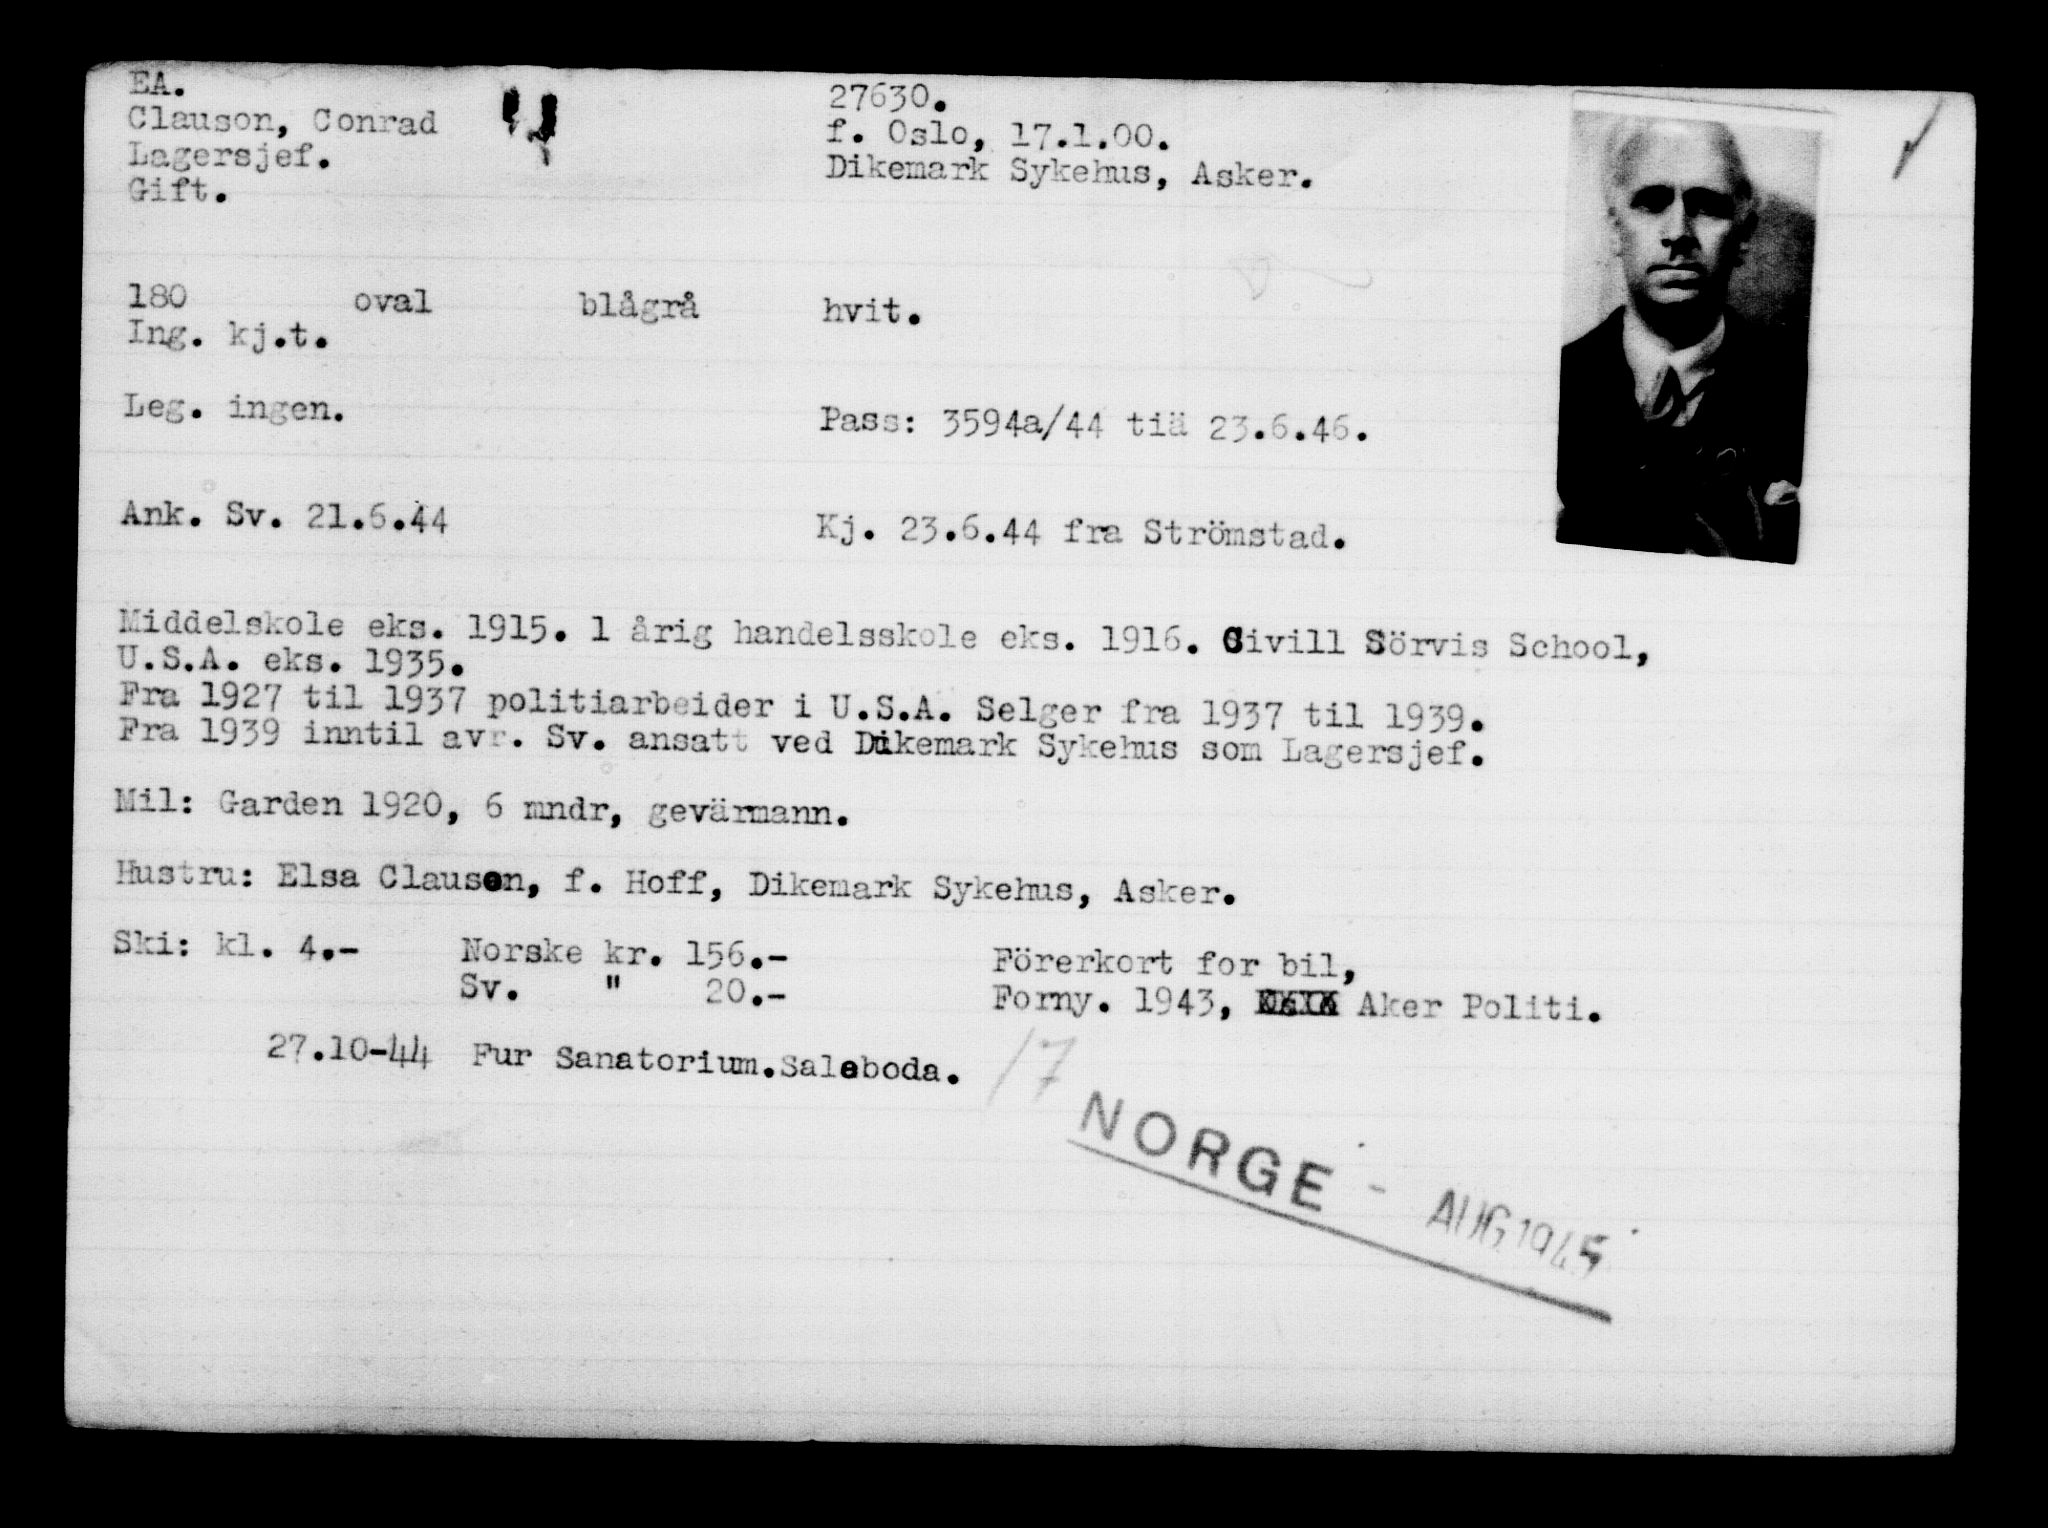 EA. 27630.
Clauson, Conrad f. Oslo, 17.1.00.
Lagersjef. Dikemark Sykehus, Asker.
Gift.
180 oval blågrå hvit.
Ing. kj.t.
Leg. ingen. Pass: 3594a/44 tiä 23.6.46.
Ank. Sv. 21.6.44 Kj. 23.6.44 fra Strömstad.
Middelskole eks. 1915. 1 årig handelsskole eks. 1916. Civill Sörvis School,
U.S.A. eks. 1935.
Fra 1927 til 1937 politiarbeider i U.S.A. Selger fra 1937 til 1939.
Fra 1939 inntil avr. Sv. ansatt ved Dikemark Sykehus som Lagersjef.
Mil: Garden 1920, 6 mndr, gevärmann.
Hustru: Elsa Clauson, f. Hoff, Dikemark Sykehus, Asker.
Ski: kl. 4.- Norske kr. 156.- Förerkort for bil,
Sv. " 20.- Forny. 1943, Aker Politi.
27.10-44 Fur Sanatorium.Saleboda.
17
NORGE - AUG 1945